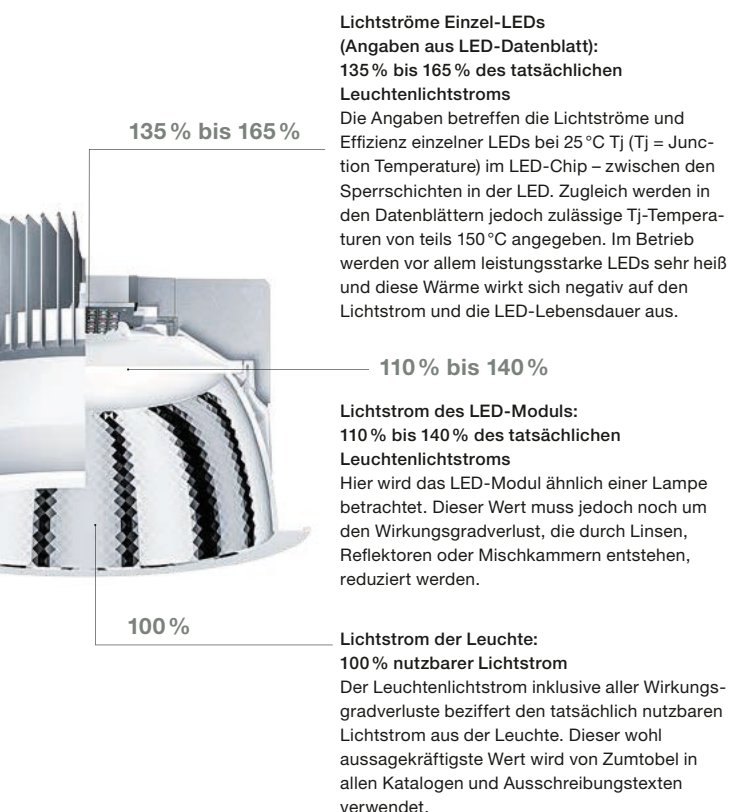 Lichtströme Einzel-LEDs
(Angaben aus LED-Datenblatt):
135 % bis 165 % des tatsächlichen
Leuchtenlichtstroms
135 % bis 165 %
Die Angaben betreffen die Lichtströme und
Effizienz einzelner LEDs bei 25 °C Tj (Tj = Junc-
tion Temperature) im LED-Chip – zwischen den
Sperrschichten in der LED. Zugleich werden in
den Datenblättern jedoch zulässige Tj-Tempera-
turen von teils 150 °C angegeben. Im Betrieb
werden vor allem leistungsstarke LEDs sehr heiß
und diese Wärme wirkt sich negativ auf den
Lichtstrom und die LED-Lebensdauer aus.
110 % bis 140 %
Lichtstrom des LED-Moduls:
110 % bis 140 % des tatsächlichen
Leuchtenlichtstroms
Hier wird das LED-Modul ähnlich einer Lampe
betrachtet. Dieser Wert muss jedoch noch um
den Wirkungsgradverlust, die durch Linsen,
Reflektoren oder Mischkammern entstehen,
reduziert werden.
100 %
Lichtstrom der Leuchte:
100 % nutzbarer Lichtstrom
Der Leuchtenlichtstrom inklusive aller Wirkungs-
gradverluste beziffert den tatsächlich nutzbaren
Lichtstrom aus der Leuchte. Dieser wohl
aussagekräftigste Wert wird von Zumtobel in
allen Katalogen und Ausschreibungstexten
verwendet.